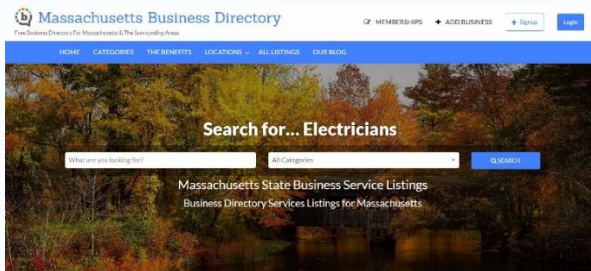 Massachusetts Business Directory
Free Business Directory For Massachusetts & The Surrounding Areas
MEMBERSHIPS ADD BUSINESS Signup Login
HOME CATEGORIES THE BENEFITS LOCATIONS ALL LISTINGS OUR BLOG
Search for... Electricians
What are you looking for? All Categories SEARCH
Massachusetts State Business Service Listings
Business Directory Services Listings for Massachusetts